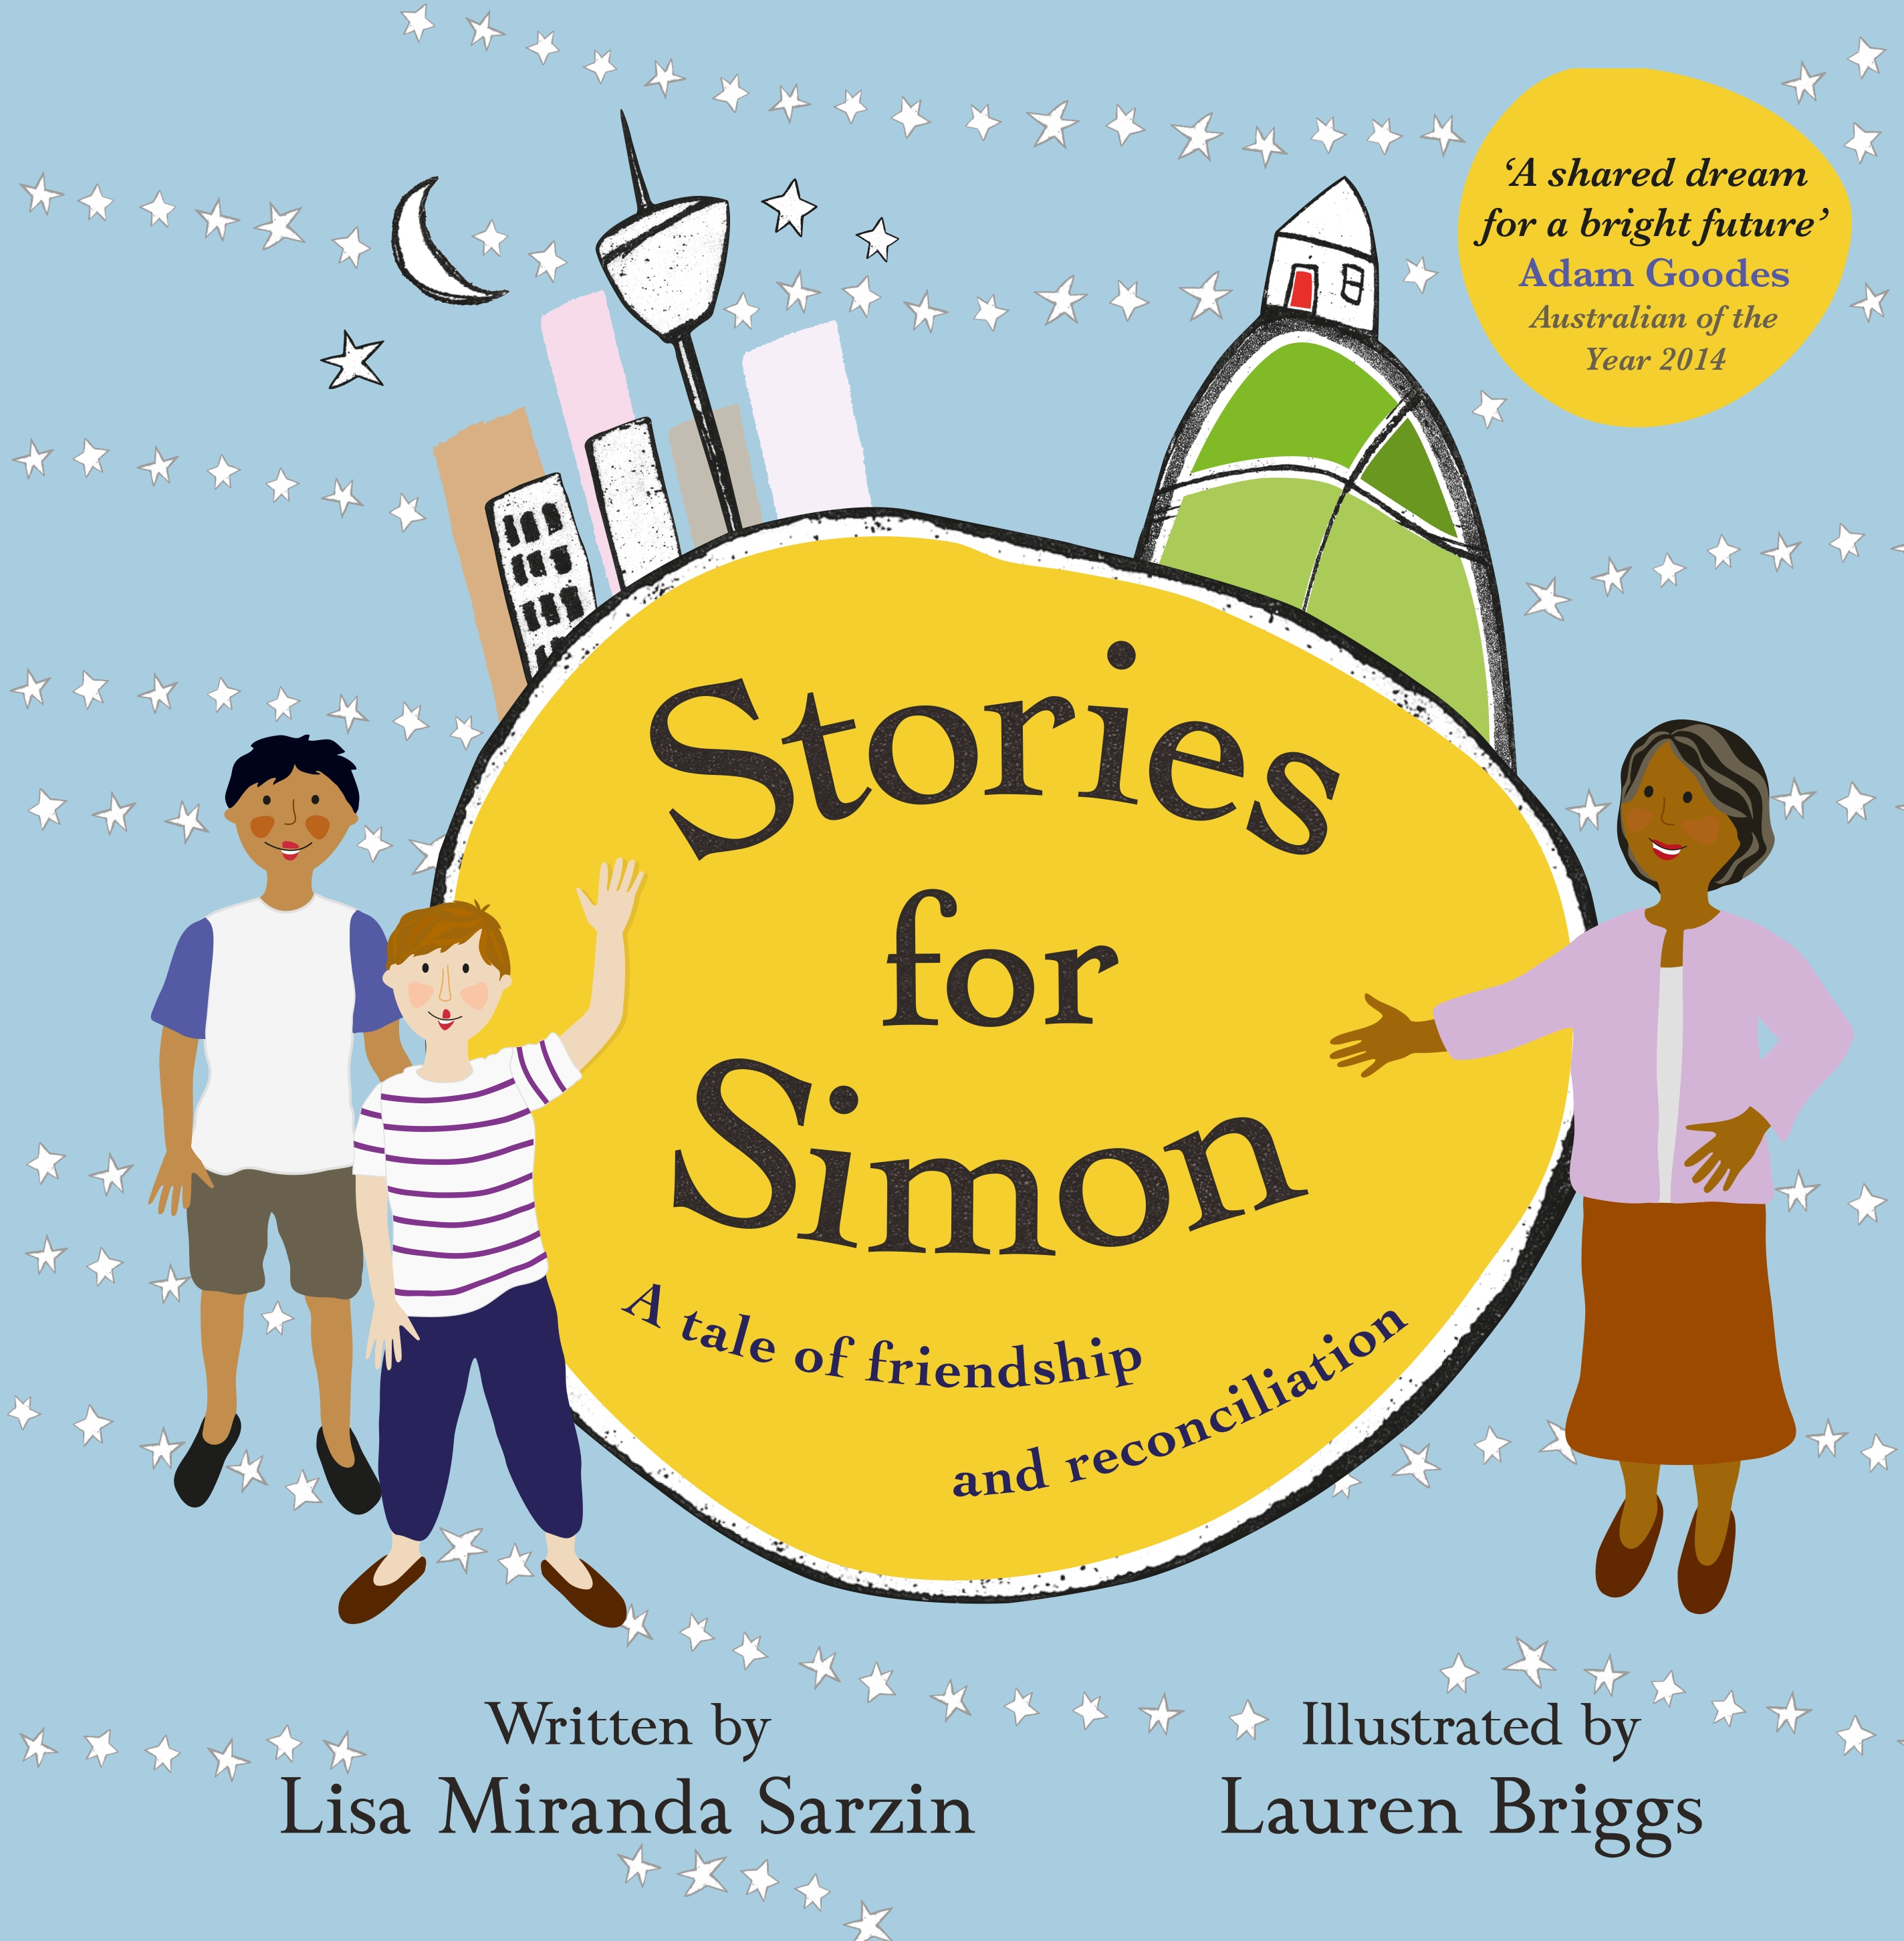 ‘A shared dream
for a bright future’
Adam Goodes
Australian of the
Year 2014
Stories
for
Simon
A tale of friendship
and reconciliation
Written by
Lisa Miranda Sarzin
Illustrated by
Lauren Briggs